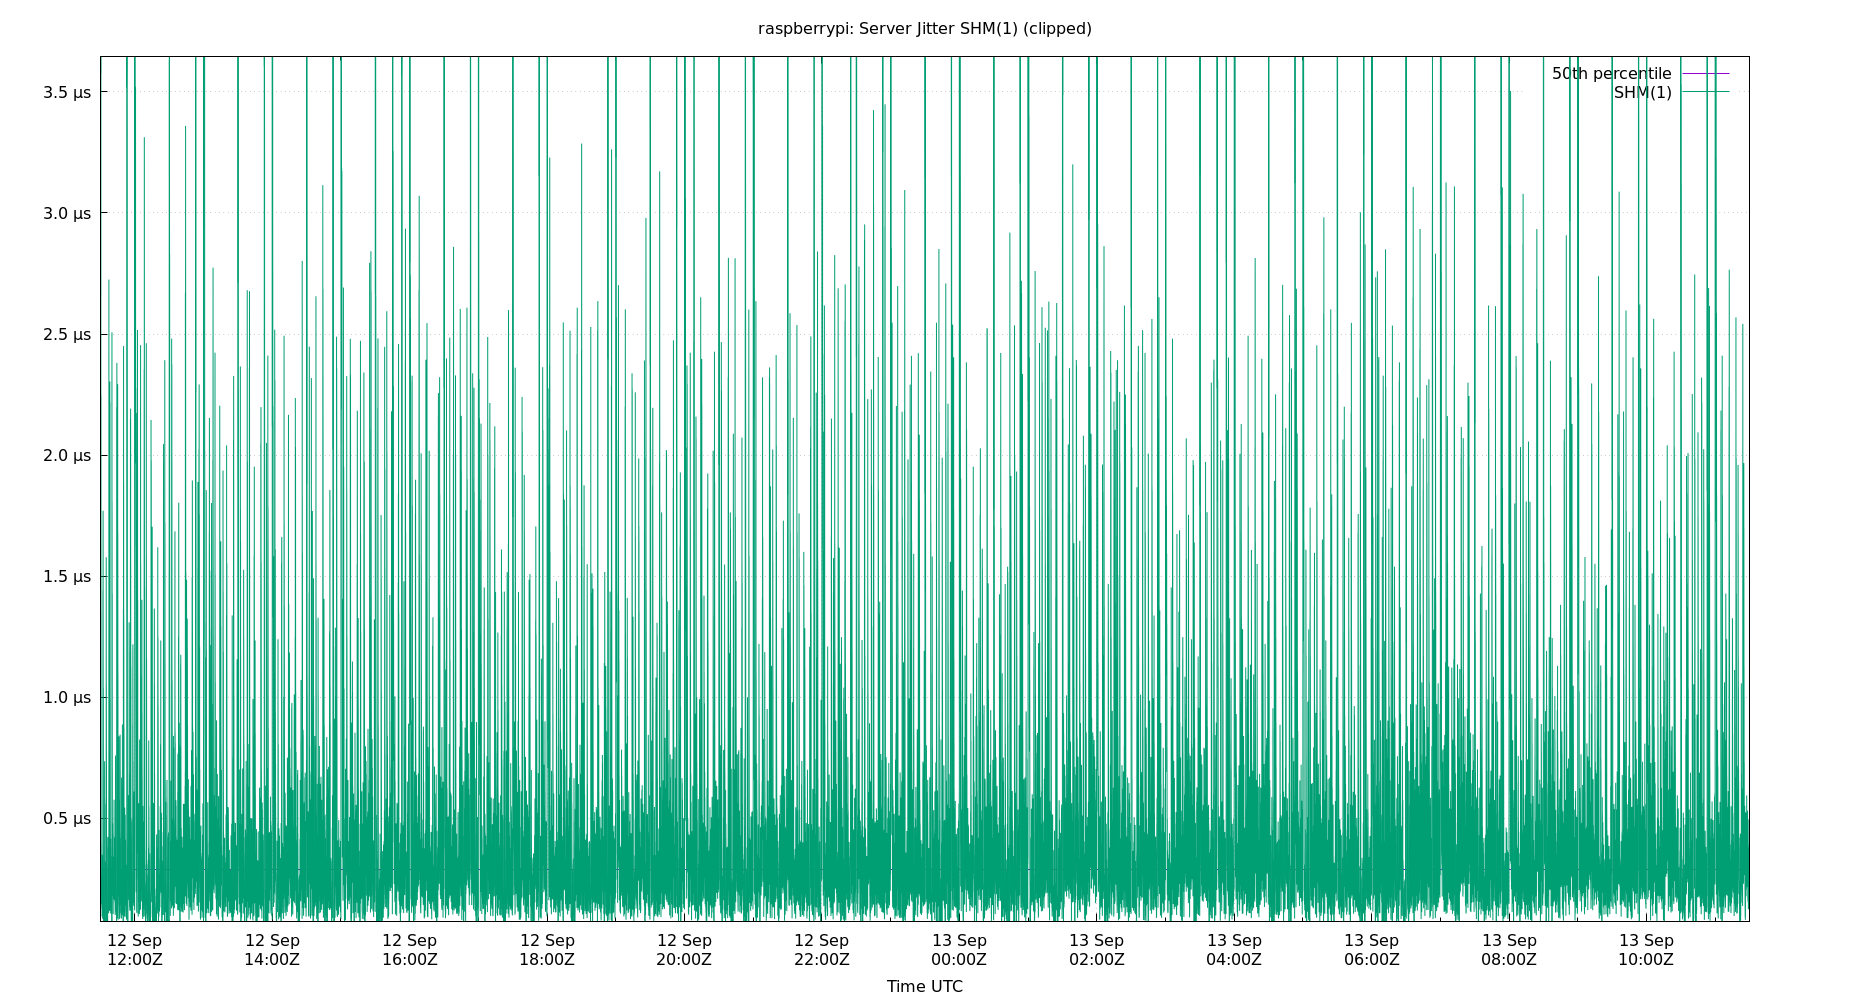 raspberrypi: Server Jitter SHM(1) (clipped)
50th percentile
SHM(1)
3.5 μs
3.0 μs
2.5 μs
2.0 μs
1.5 μs
1.0 μs
0.5 μs
12 Sep 12 Sep 12 Sep 12 Sep 12 Sep 12 Sep 13 Sep 13 Sep 13 Sep 13 Sep 13 Sep 13 Sep
12:00Z 14:00Z 16:00Z 18:00Z 20:00Z 22:00Z 00:00Z 02:00Z 04:00Z 06:00Z 08:00Z 10:00Z
Time UTC